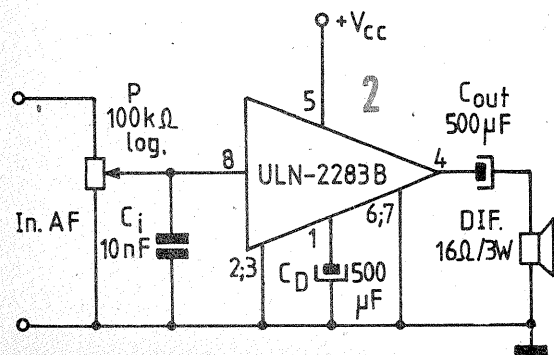 +VCC
2
P
100kΩ
log.
5
Cout
500µF
8
ULN-2283B
4
In. AF
Ci
10nF
6;7
1
DIF.
16Ω/3W
2;3
CD
500
µF